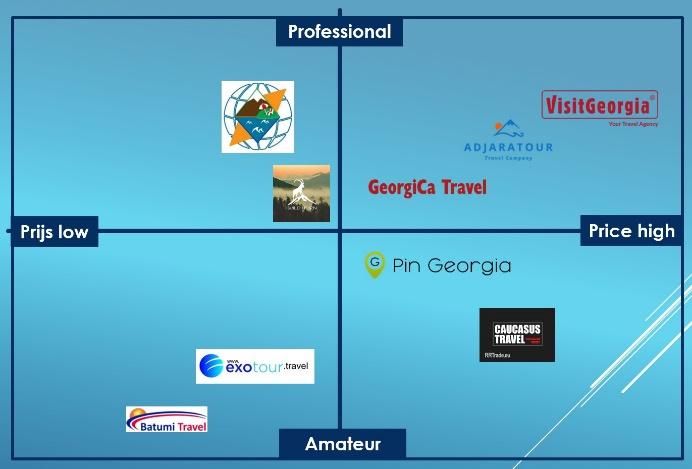 Professional
VisitGeorgia
Your Travel Agency
ADJARATOUR
Travel Company
GeorgiCa Travel
Prijs low
Price high
G
Pin Georgia
CAUCASUS
TRAVEL
www.
exotour.travel
Batumi Travel
Amateur